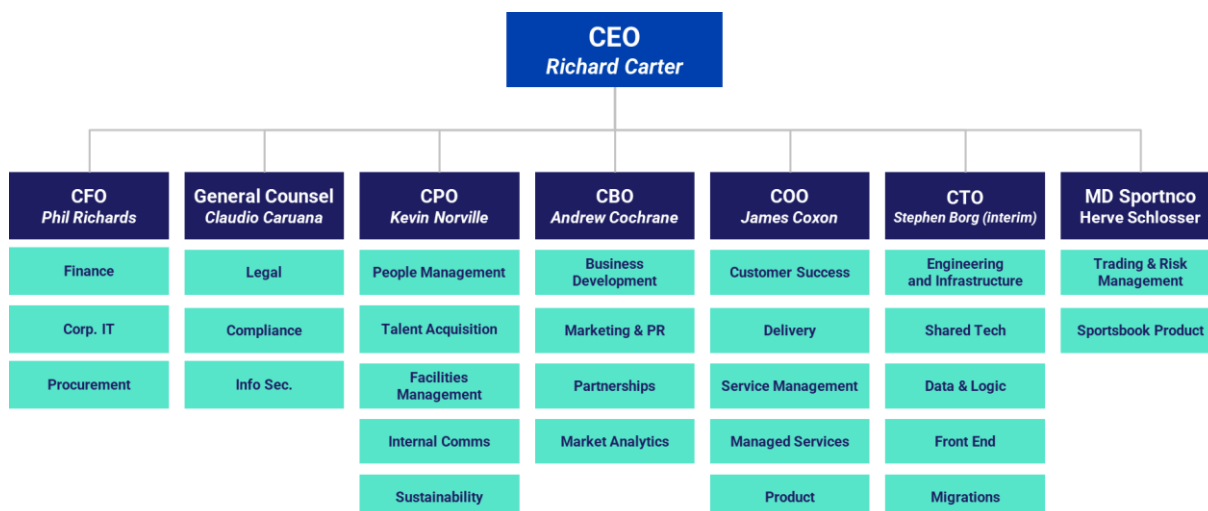 CEO
Richard Carter
CFO
Phil Richards
Finance
Corp. IT
Procurement
General Counsel
Claudio Caruana
Legal
Compliance
Info Sec.
CPO
Kevin Norville
People Management
Talent Acquisition
Facilities
Management
Internal Comms
Sustainability
CBO
Andrew Cochrane
Business
Development
Marketing & PR
Partnerships
Market Analytics
COO
James Coxon
Customer Success
Delivery
Service Management
Managed Services
Product
CTO
Stephen Borg (interim)
Engineering
and Infrastructure
Shared Tech
Data & Logic
Front End
Migrations
MD Sportnco
Herve Schlosser
Trading & Risk
Management
Sportsbook Product